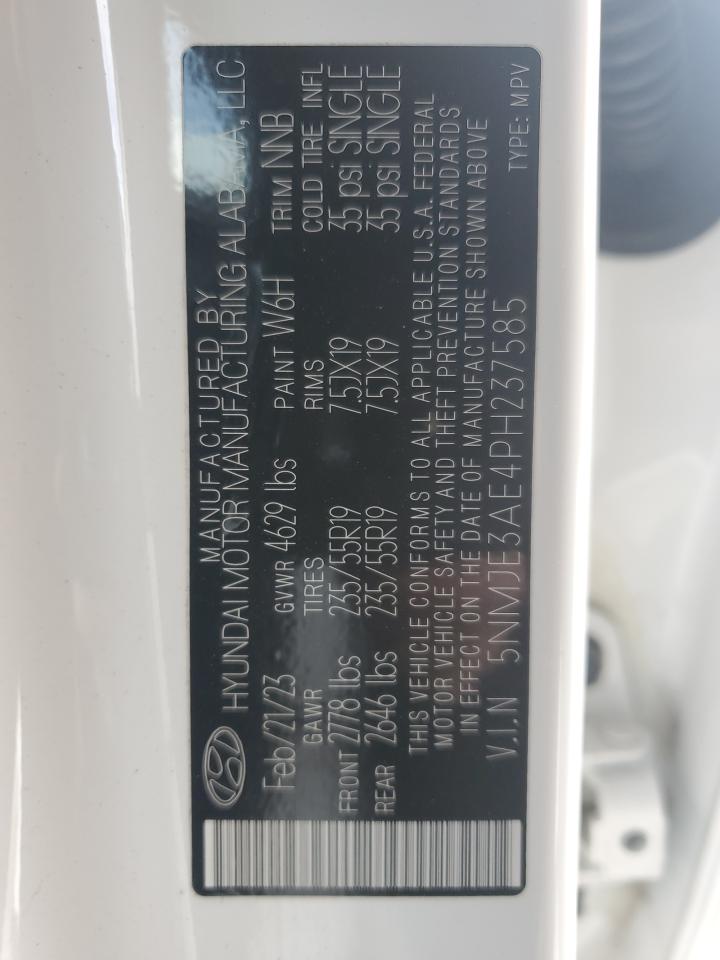 MANUFACTURED BY
HYUNDAI MOTOR MANUFACTURING ALABAMA, LLC
Feb/21/23 GVWR 4629 lbs PAINT W6H TRIM NNB
GAWR TIRES RIMS COLD TIRE INFL
FRONT 2778 lbs 235/55R19 7.5JX19 35 psi SINGLE
REAR 2646 lbs 235/55R19 7.5JX19 35 psi SINGLE
THIS VEHICLE CONFORMS TO ALL APPLICABLE U.S.A. FEDERAL
MOTOR VEHICLE SAFETY AND THEFT PREVENTION STANDARDS
IN EFFECT ON THE DATE OF MANUFACTURE SHOWN ABOVE
V.I.N 5NMJE3AE4PH237585 TYPE: MPV